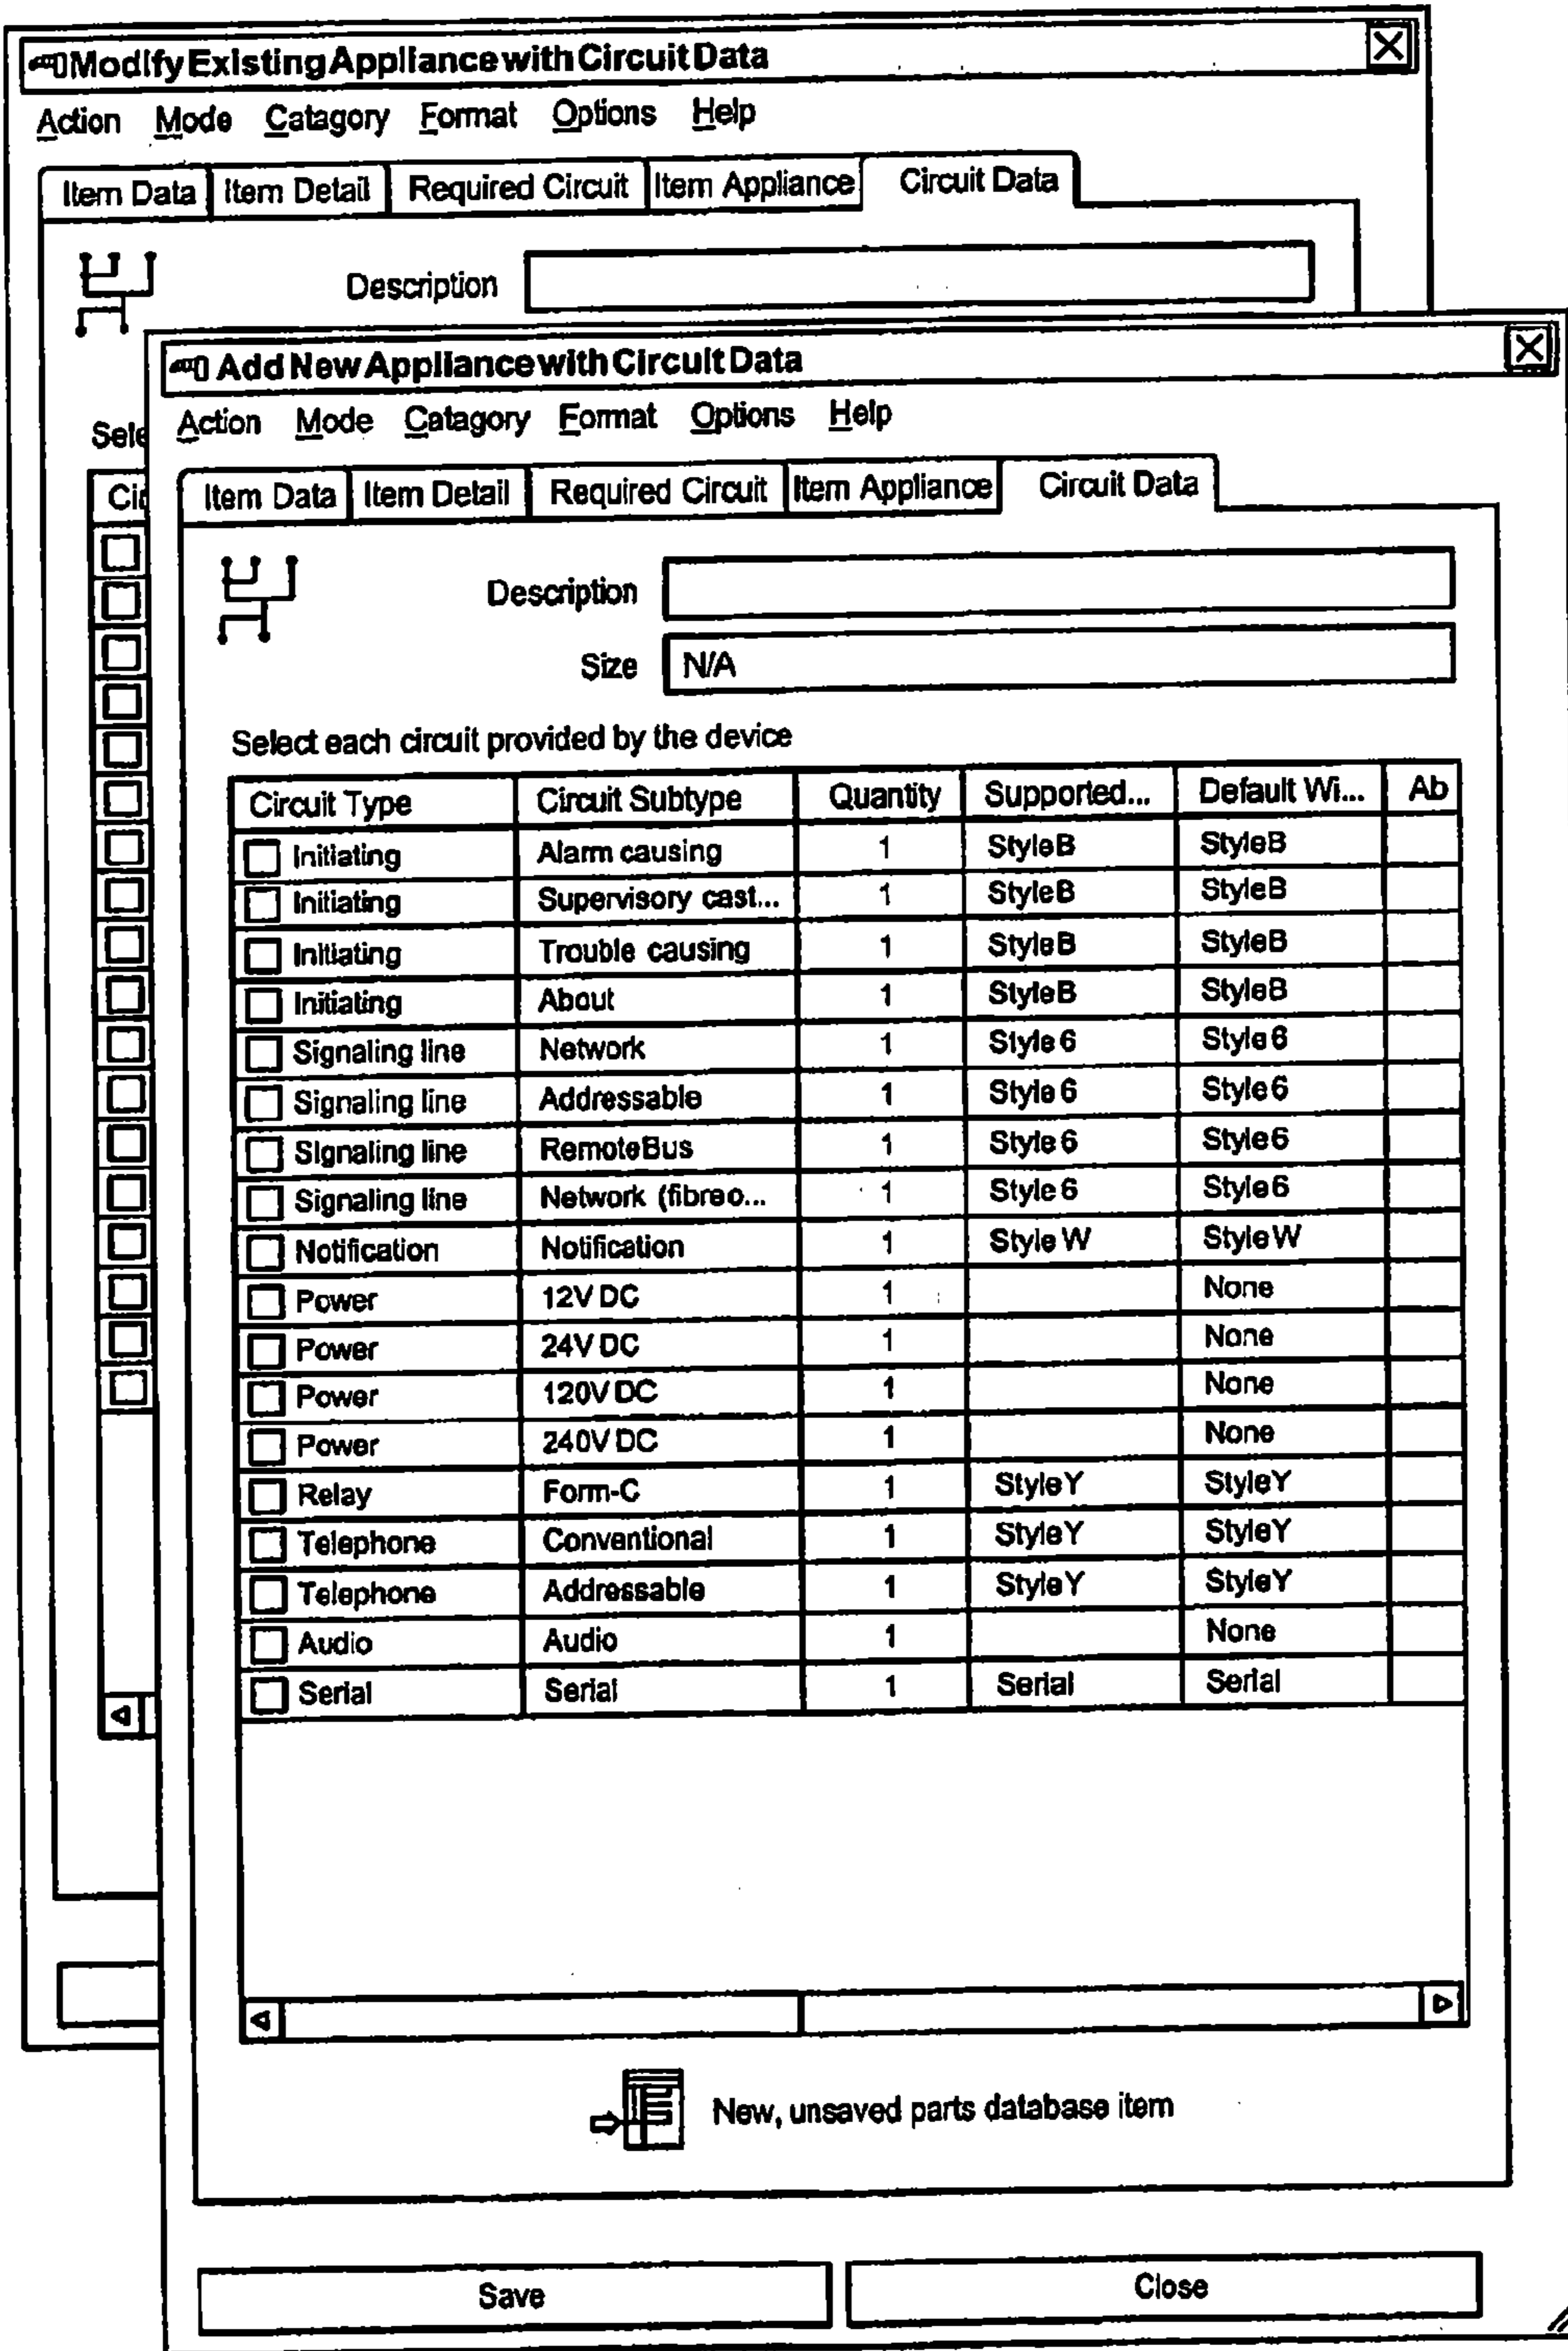 Modify Existing Appliance with Circuit Data
Action Mode Catagory Format Options Help
Item Data Item Detail Required Circuit Item Appliance Circuit Data
Description
Sele
Cir
Add New Appliance with Circuit Data
Action Mode Catagory Format Options Help
Item Data Item Detail Required Circuit Item Appliance Circuit Data
Description
Size N/A
Select each circuit provided by the device
Circuit Type Circuit Subtype Quantity Supported... Default Wi... Ab
Initiating Alarm causing 1 StyleB StyleB
Initiating Supervisory cast... 1 StyleB StyleB
Initiating Trouble causing 1 StyleB StyleB
Initiating About 1 StyleB StyleB
Signaling line Network 1 Style 6 Style 6
Signaling line Addressable 1 Style 6 Style 6
Signaling line RemoteBus 1 Style 6 Style 6
Signaling line Network (fibreo... 1 Style 6 Style 6
Notification Notification 1 Style W Style W
Power 12V DC 1 None
Power 24V DC 1 None
Power 120V DC 1 None
Power 240V DC 1 None
Relay Form-C 1 StyleY StyleY
Telephone Conventional 1 StyleY StyleY
Telephone Addressable 1 StyleY StyleY
Audio Audio 1 None
Serial Serial 1 Serial Serial
New, unsaved parts database item
Save Close